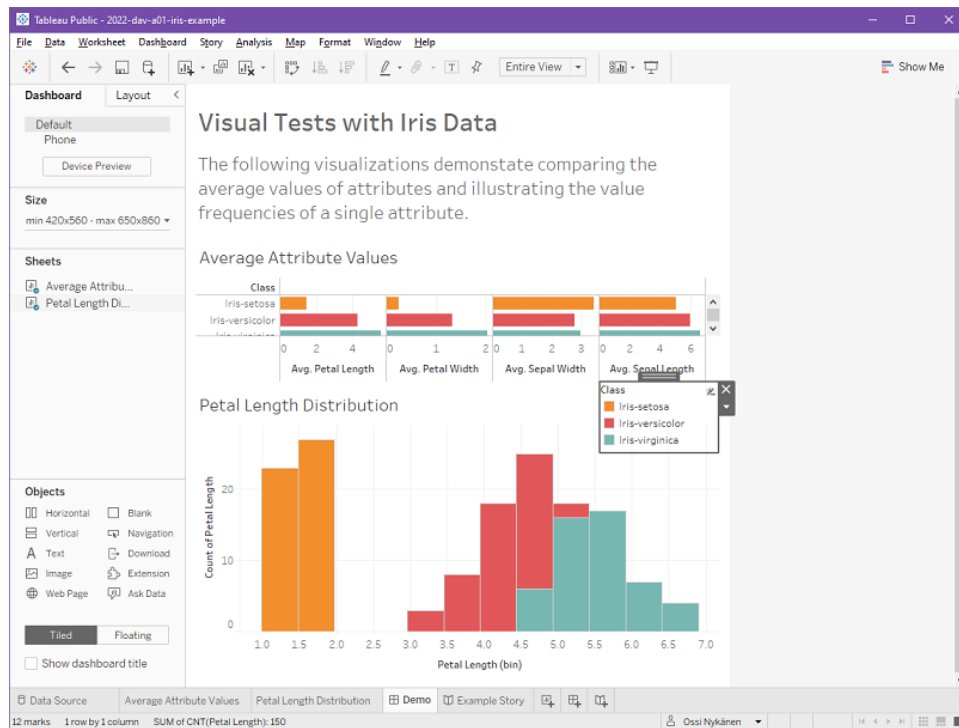 Tableau Public - 2022-dav-a01-iris-example
File Data Worksheet Dashboard Story Analysis Map Format Window Help
Entire View
Show Me
Dashboard Layout
Default
Phone
Device Preview
Size
min 420x560 - max 650x860
Sheets
Average Attribu...
Petal Length Di...
Objects
Horizontal Blank
Vertical Navigation
A Text Download
Image Extension
Web Page Ask Data
Tiled Floating
Show dashboard title
Visual Tests with Iris Data
The following visualizations demonstate comparing the
average values of attributes and illustrating the value
frequencies of a single attribute.
Average Attribute Values
Class
Iris-setosa
Iris-versicolor
Iris-virginica
0 2 4 0 1 2 0 1 2 3 0 2 4 6
Avg. Petal Length Avg. Petal Width Avg. Sepal Width Avg. Sepal Length
Petal Length Distribution
Class
Iris-setosa
Iris-versicolor
Iris-virginica
Count of Petal Length
20
10
0
1.0 1.5 2.0 2.5 3.0 3.5 4.0 4.5 5.0 5.5 6.0 6.5 7.0
Petal Length (bin)
Data Source Average Attribute Values Petal Length Distribution Demo Example Story
12 marks 1 row by 1 column SUM of CNT(Petal Length): 150 Ossi Nykänen